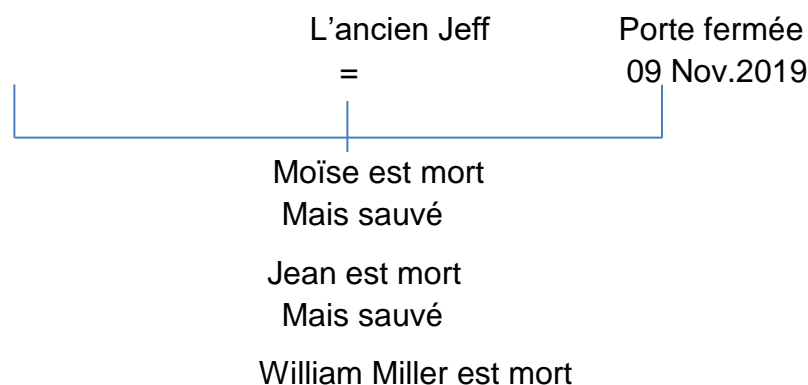 L'ancien Jeff Porte fermée
= 09 Nov.2019
Moïse est mort
Mais sauvé
Jean est mort
Mais sauvé
William Miller est mort